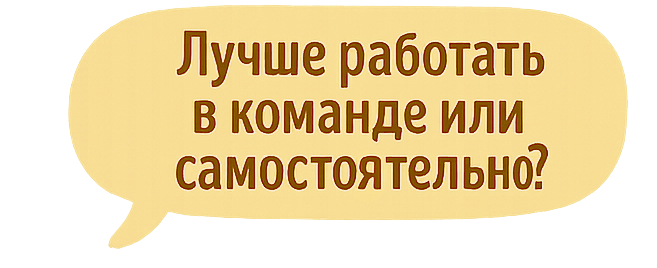 Лучше работать
в команде или
самостоятельно?